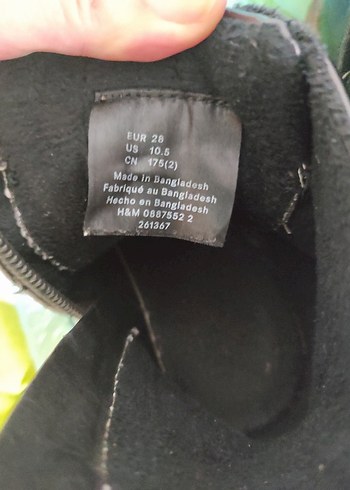 EUR 28
US 10.5
CN 175(2)
Made in Bangladesh
Fabriqué au Bangladesh
Hecho en Bangladesh
H&M 0887552 2
261367